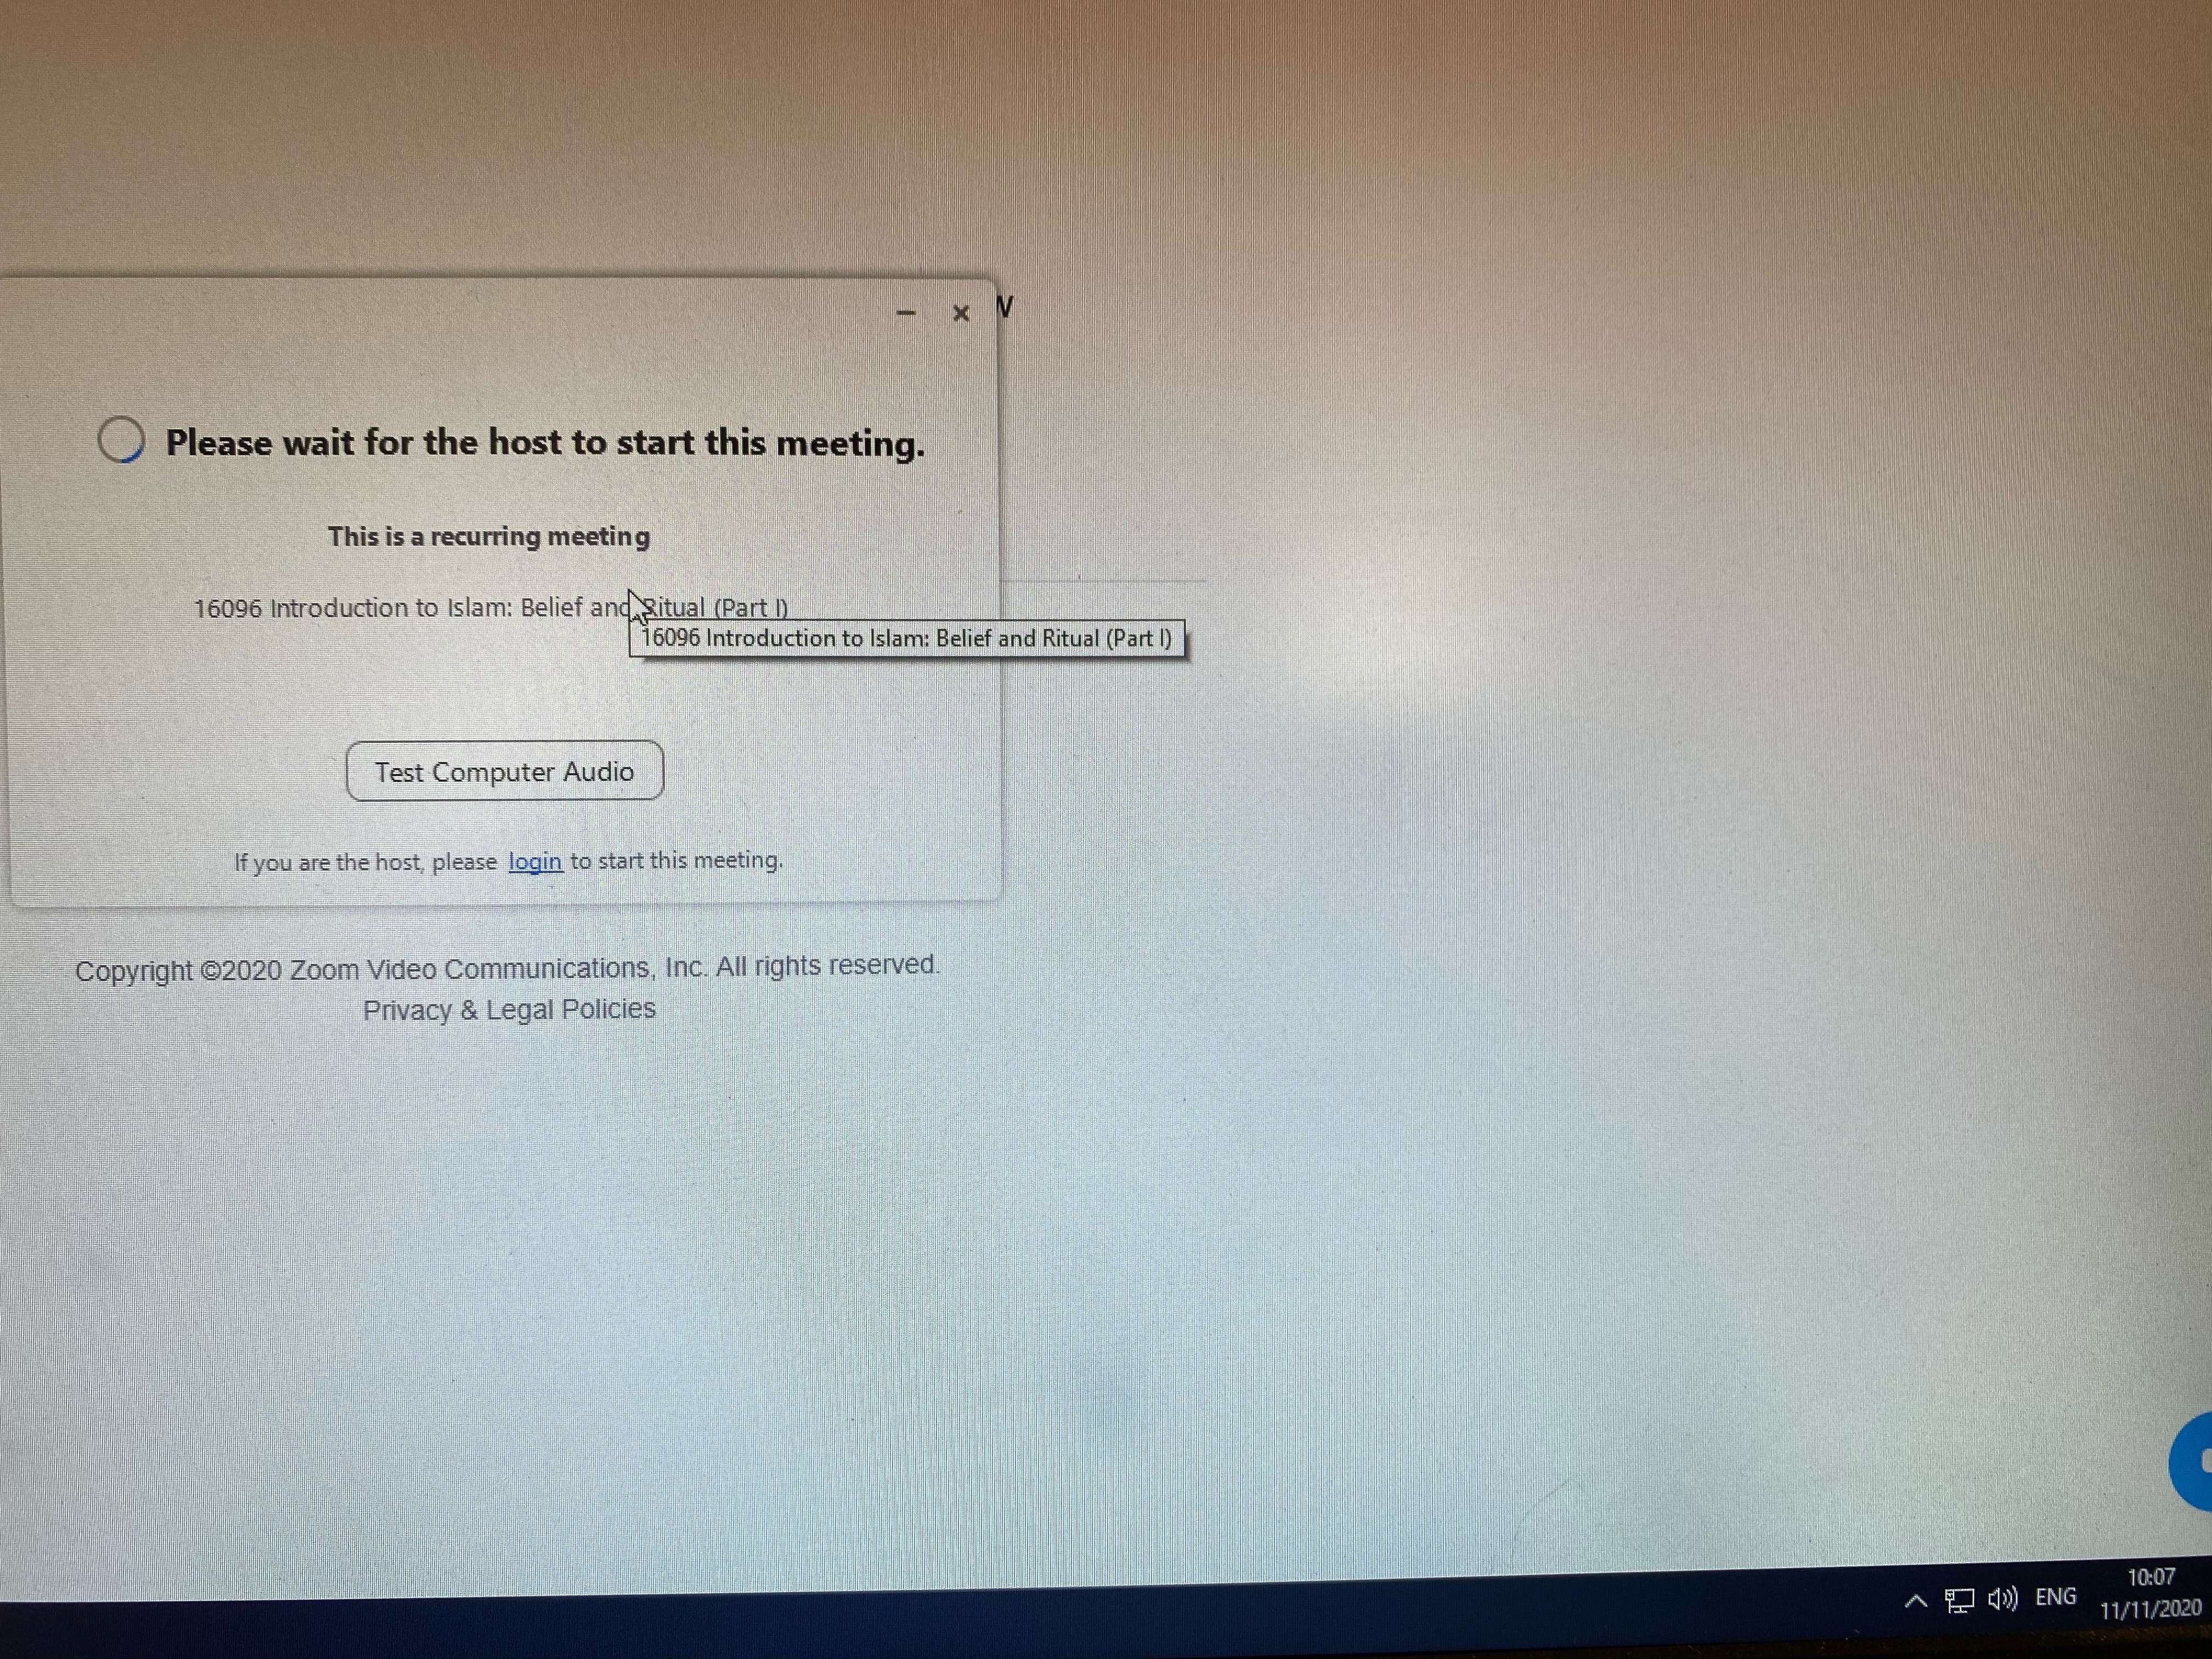 Please wait for the host to start this meeting.
This is a recurring meeting
16096 Introduction to Islam: Belief and Ritual (Part I)
16096 Introduction to Islam: Belief and Ritual (Part I)
Test Computer Audio
If you are the host, please login to start this meeting.
Copyright ©2020 Zoom Video Communications, Inc. All rights reserved.
Privacy & Legal Policies
ENG
10:07
11/11/2020